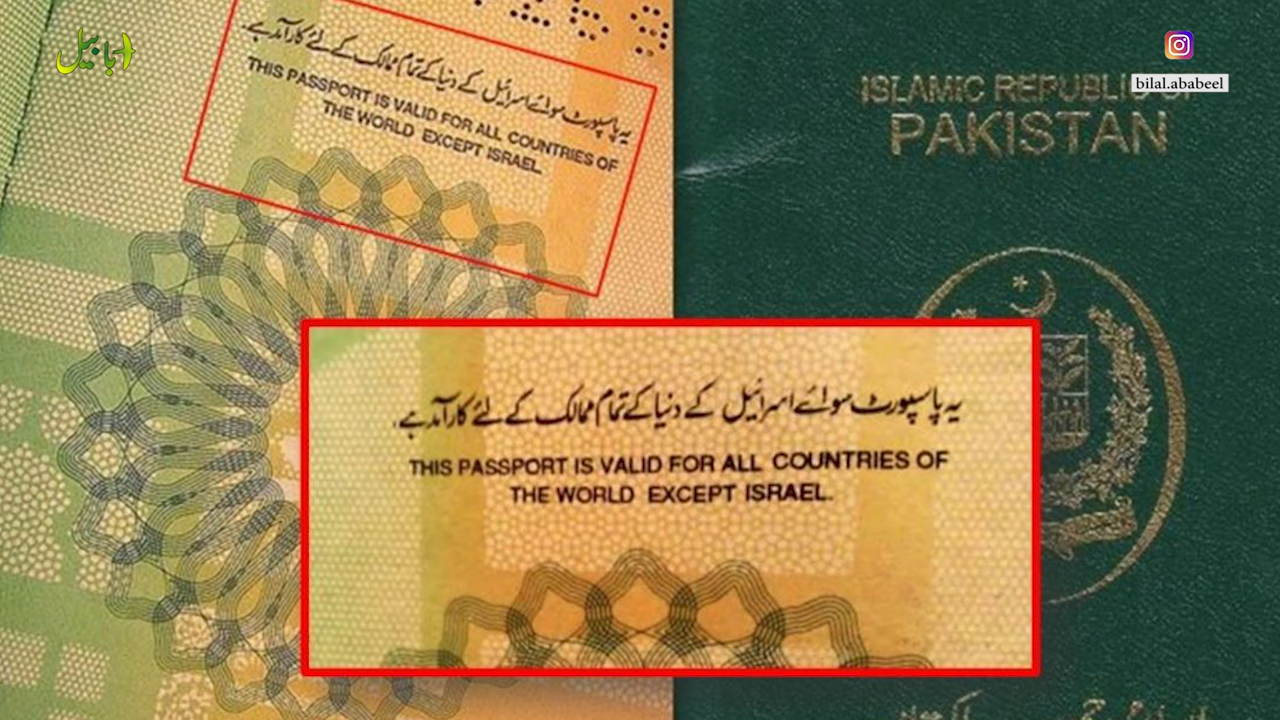 ابابیل
bilal.ababeel
یہ پاسپورٹ سوائے اسرائیل کے دنیا کے تمام ممالک کے لئے کارآمد ہے۔
THIS PASSPORT IS VALID FOR ALL COUNTRIES OF
THE WORLD EXCEPT ISRAEL
ISLAMIC REPUBLIC OF
PAKISTAN
یہ پاسپورٹ سوائے اسرائیل کے دنیا کے تمام ممالک کے لئے کارآمد ہے۔
THIS PASSPORT IS VALID FOR ALL COUNTRIES OF
THE WORLD EXCEPT ISRAEL.